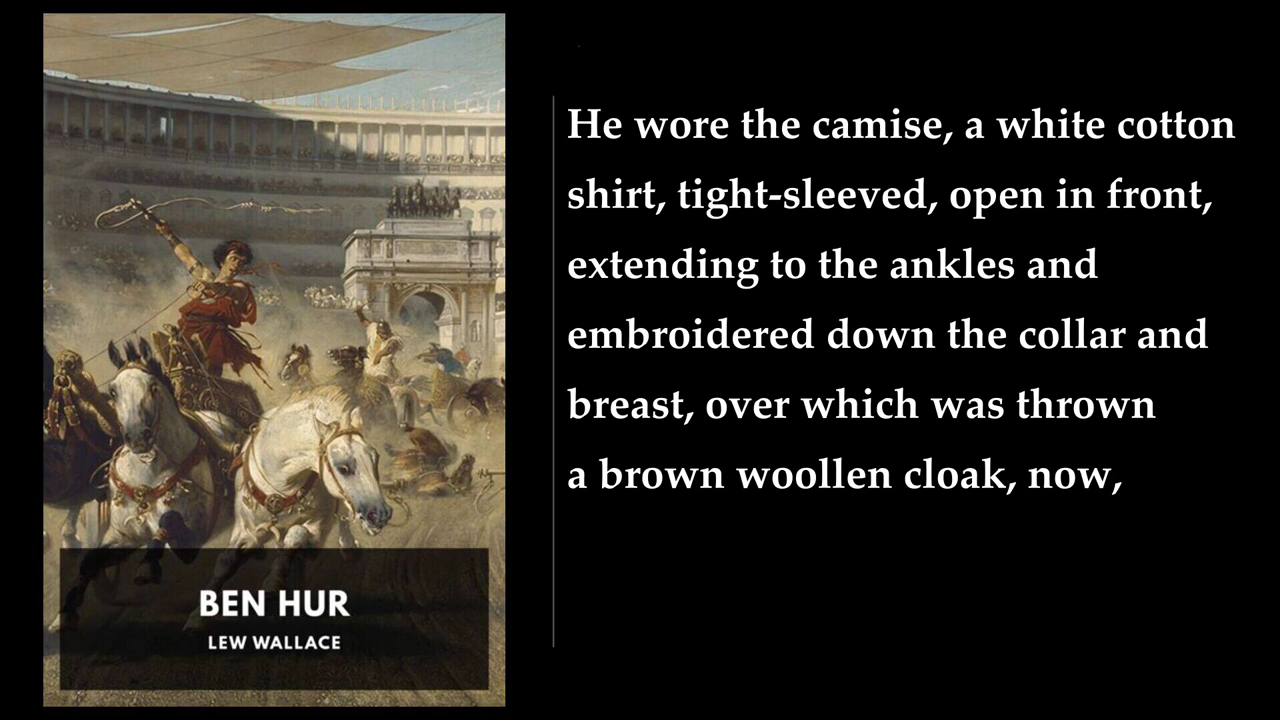 BEN HUR
LEW WALLACE
He wore the camise, a white cotton
shirt, tight-sleeved, open in front,
extending to the ankles and
embroidered down the collar and
breast, over which was thrown
a brown woollen cloak, now,